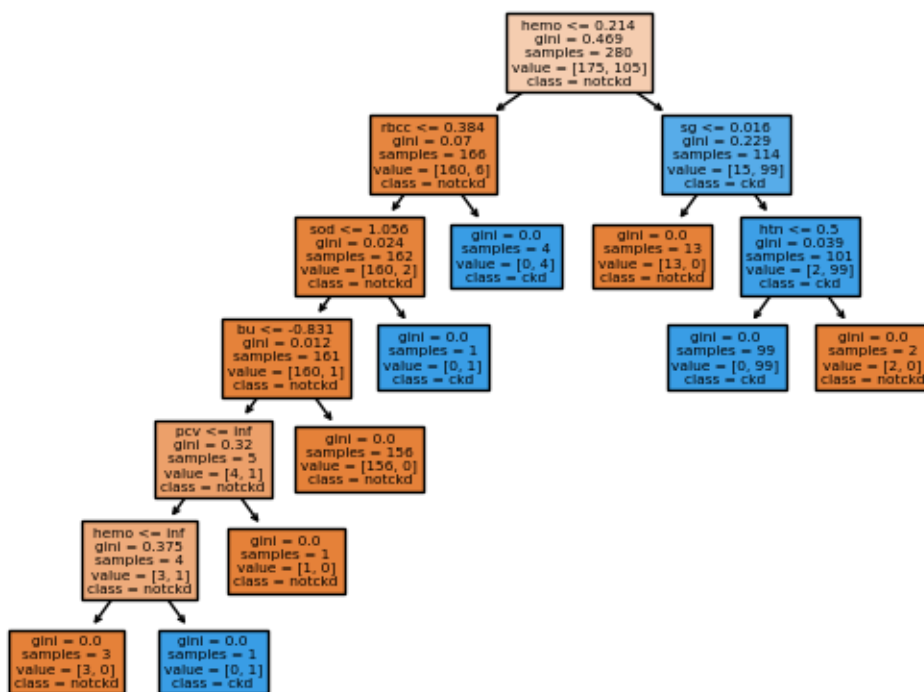 hemo <= 0.214
gini = 0.469
samples = 280
value = [175, 105]
class = notckd
rbcc <= 0.384
gini = 0.07
samples = 166
value = [160, 6]
class = notckd
sg <= 0.016
gini = 0.229
samples = 114
value = [15, 99]
class = ckd
sod <= 1.056
gini = 0.024
samples = 162
value = [160, 2]
class = notckd
gini = 0.0
samples = 4
value = [0, 4]
class = ckd
gini = 0.0
samples = 13
value = [13, 0]
class = notckd
htn <= 0.5
gini = 0.039
samples = 101
value = [2, 99]
class = ckd
bu <= -0.831
gini = 0.012
samples = 161
value = [160, 1]
class = notckd
gini = 0.0
samples = 1
value = [0, 1]
class = ckd
gini = 0.0
samples = 99
value = [0, 99]
class = ckd
gini = 0.0
samples = 2
value = [2, 0]
class = notckd
pcv <= inf
gini = 0.32
samples = 5
value = [4, 1]
class = notckd
gini = 0.0
samples = 156
value = [156, 0]
class = notckd
hemo <= inf
gini = 0.375
samples = 4
value = [3, 1]
class = notckd
gini = 0.0
samples = 1
value = [1, 0]
class = notckd
gini = 0.0
samples = 3
value = [3, 0]
class = notckd
gini = 0.0
samples = 1
value = [0, 1]
class = ckd